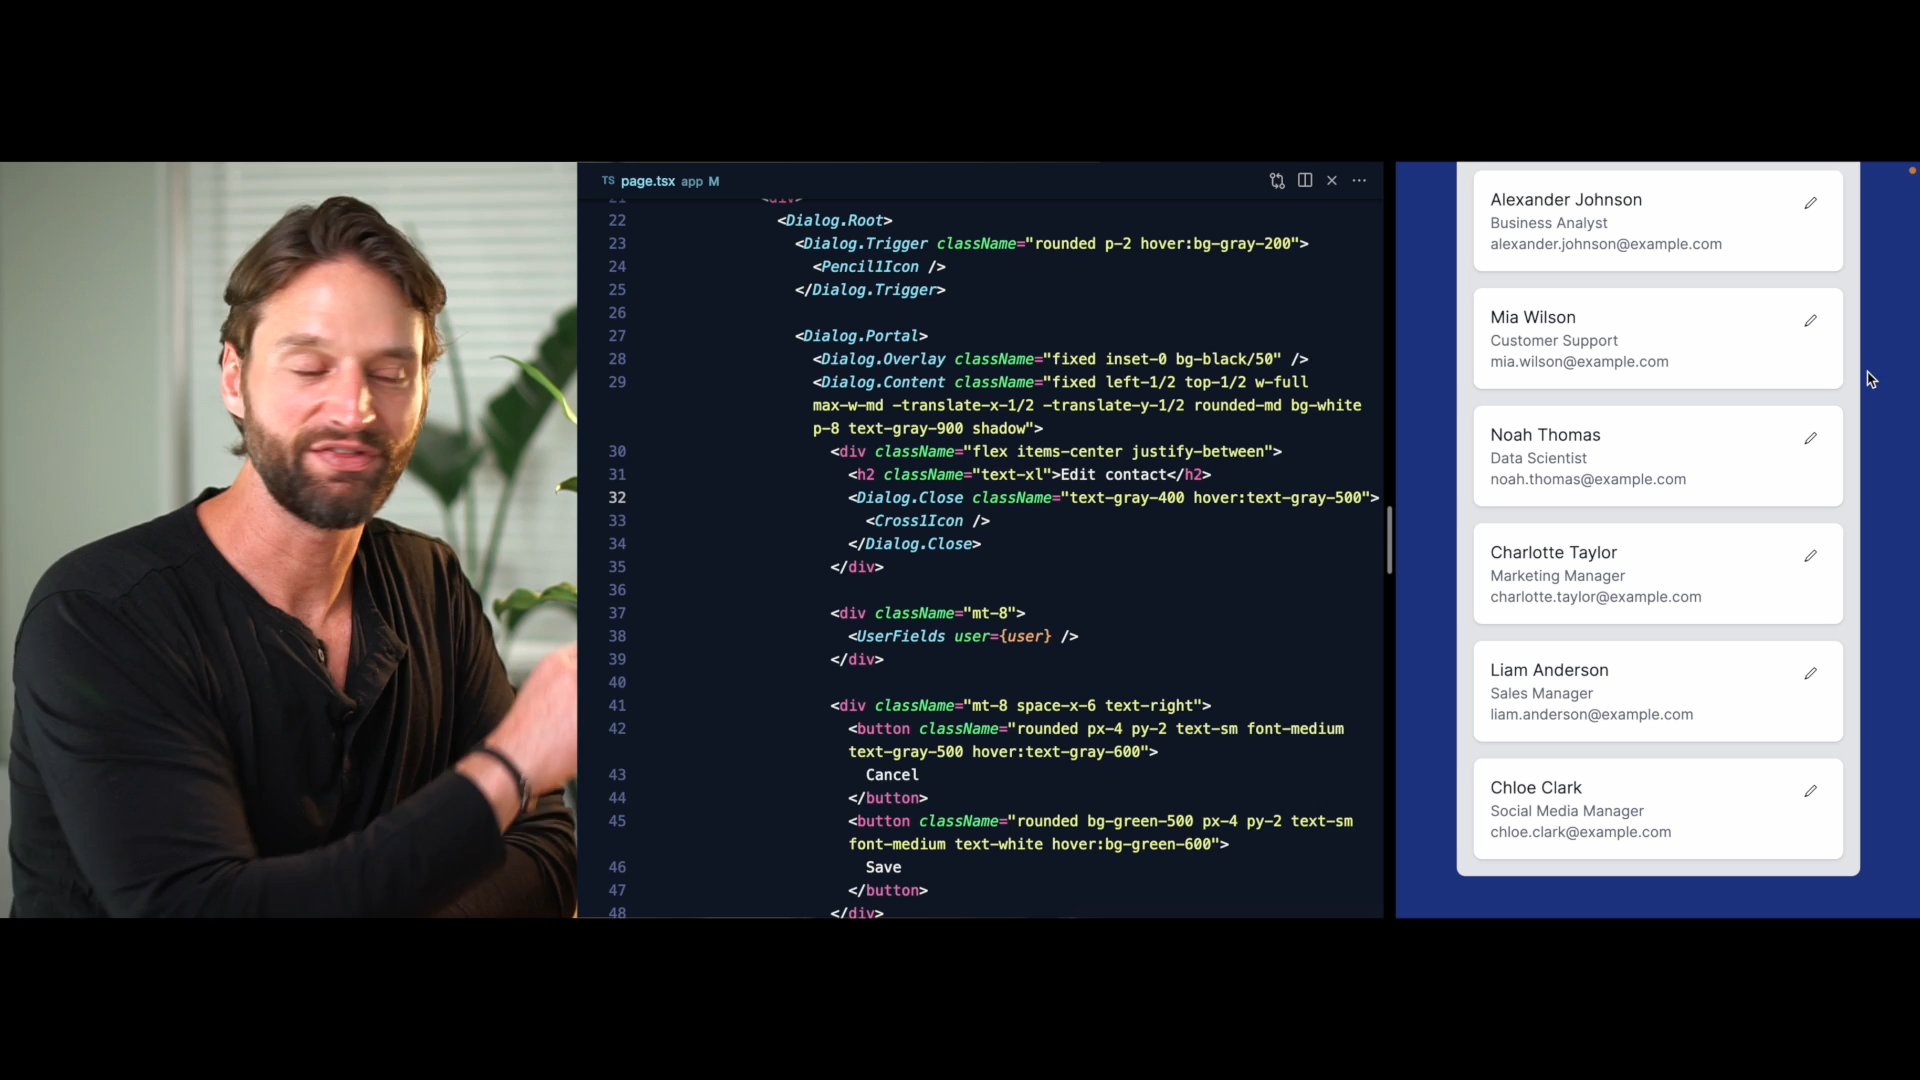 TS page.tsx app M
21 <div>
22 <Dialog.Root>
23 <Dialog.Trigger className="rounded p-2 hover:bg-gray-200">
24 <Pencil1Icon />
25 </Dialog.Trigger>
26
27 <Dialog.Portal>
28 <Dialog.Overlay className="fixed inset-0 bg-black/50" />
29 <Dialog.Content className="fixed left-1/2 top-1/2 w-full
max-w-md -translate-x-1/2 -translate-y-1/2 rounded-md bg-white
p-8 text-gray-900 shadow">
30 <div className="flex items-center justify-between">
31 <h2 className="text-xl">Edit contact</h2>
32 <Dialog.Close className="text-gray-400 hover:text-gray-500">
33 <Cross1Icon />
34 </Dialog.Close>
35 </div>
36
37 <div className="mt-8">
38 <UserFields user={user} />
39 </div>
40
41 <div className="mt-8 space-x-6 text-right">
42 <button className="rounded px-4 py-2 text-sm font-medium
text-gray-500 hover:text-gray-600">
43 Cancel
44 </button>
45 <button className="rounded bg-green-500 px-4 py-2 text-sm
font-medium text-white hover:bg-green-600">
46 Save
47 </button>
48 </div>
Alexander Johnson
Business Analyst
alexander.johnson@example.com
Mia Wilson
Customer Support
mia.wilson@example.com
Noah Thomas
Data Scientist
noah.thomas@example.com
Charlotte Taylor
Marketing Manager
charlotte.taylor@example.com
Liam Anderson
Sales Manager
liam.anderson@example.com
Chloe Clark
Social Media Manager
chloe.clark@example.com